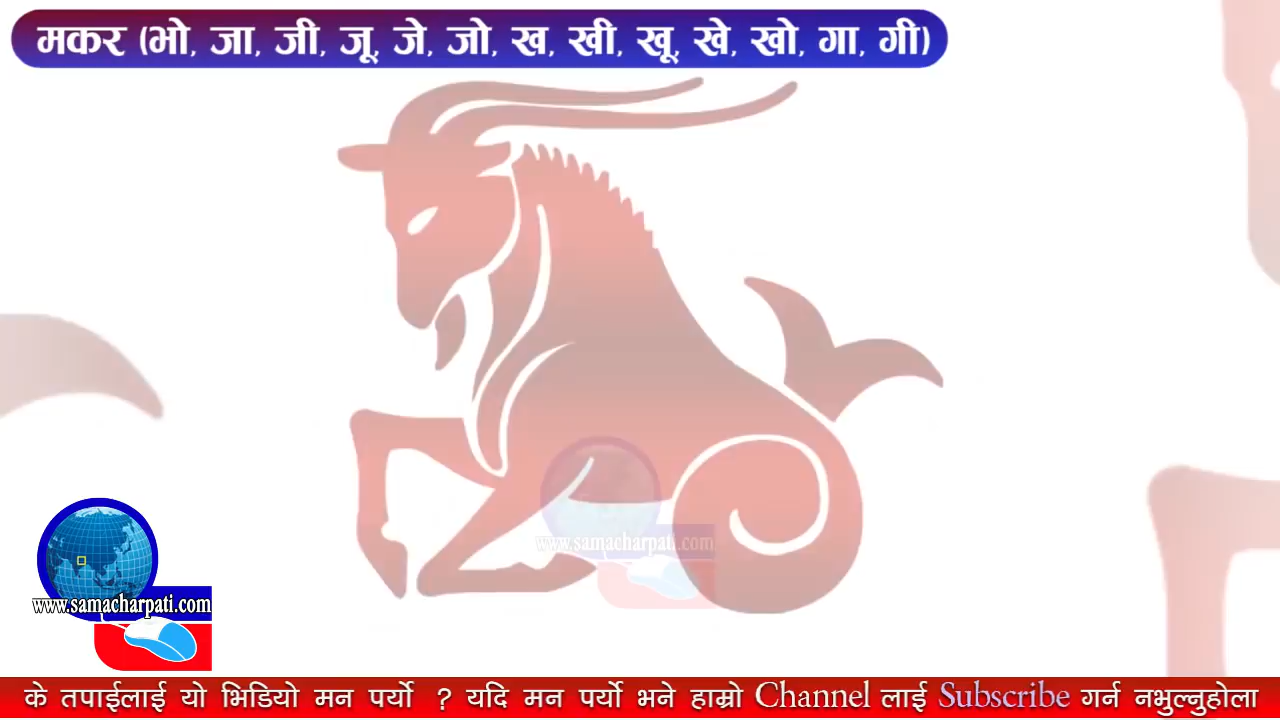 मकर (भो, जा, जी, जू, जे, जो, ख, खी, खू, खे, खो, गा, गी)
www.samacharpati.com
www.samacharpati.com
के तपाईलाई यो भिडियो मन पर्यो ? यदि मन पर्यो भने हाम्रो Channel लाई Subscribe गर्न नभुल्नुहोला